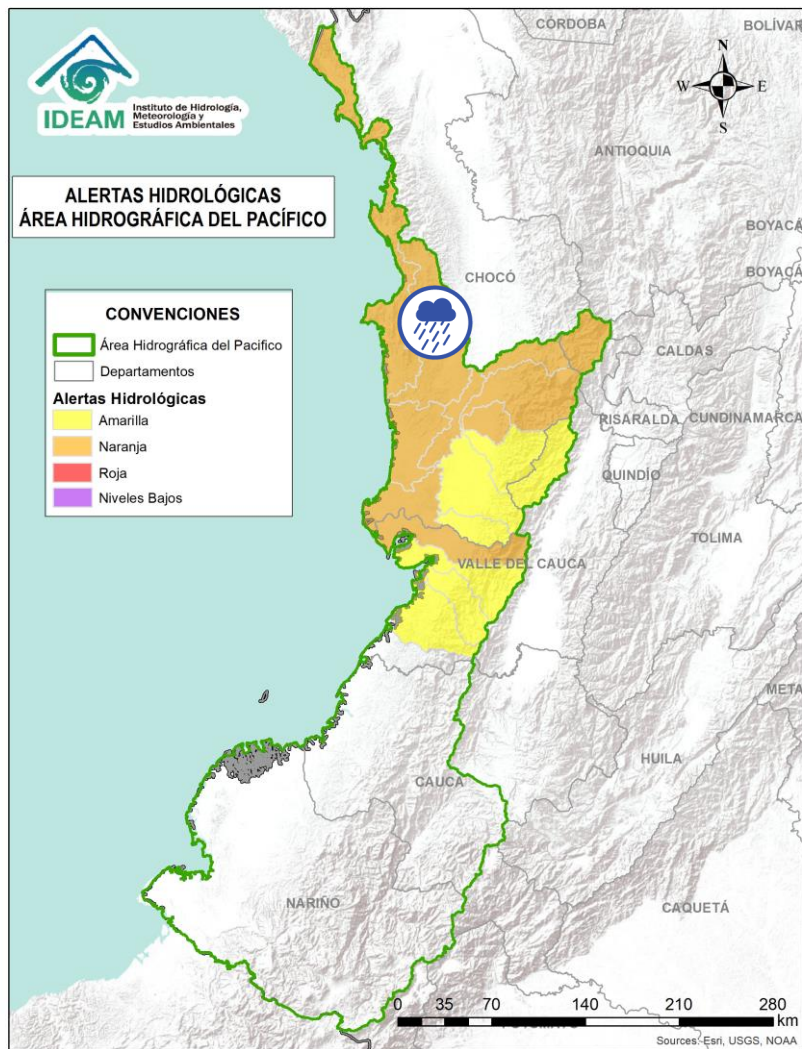 IDEAM
Instituto de Hidrología,
Meteorología y
Estudios Ambientales
ALERTAS HIDROLÓGICAS
ÁREA HIDROGRÁFICA DEL PACÍFICO
CONVENCIONES
Área Hidrográfica del Pacifico
Departamentos
Alertas Hidrológicas
Amarilla
Naranja
Roja
Niveles Bajos
CÓRDOBA
BOLÍVAR
N
W E
S
ANTIOQUIA
BOYACÁ
CHOCÓ
BOYACÁ
CALDAS
RISARALDA
CUNDINAMARCA
QUINDÍO
TOLIMA
VALLE DEL CAUCA
META
HUILA
CAUCA
NARIÑO
CAQUETÁ
0 35 70 140 210 280
km
Sources: Esri, USGS, NOAA